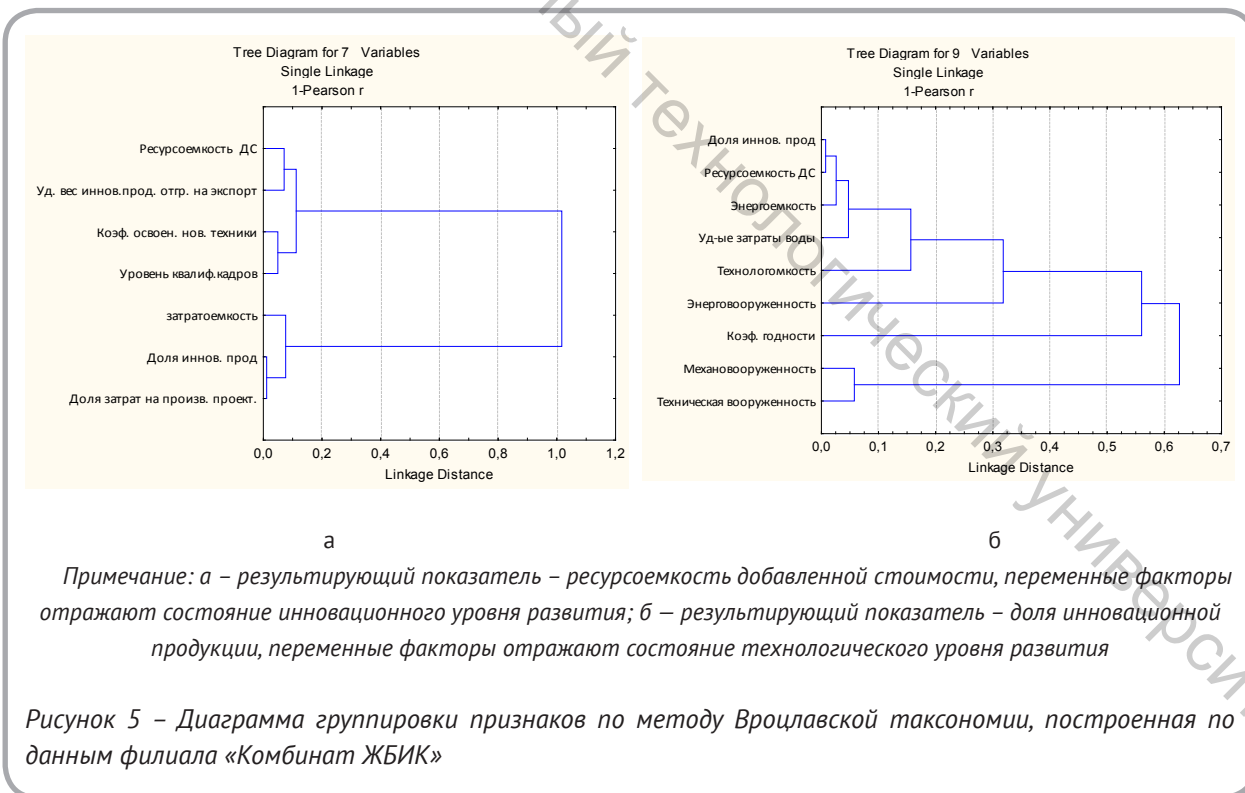 ый технологический универси
Tree Diagram for 7 Variables
Single Linkage
1-Pearson r
Ресурсоемкость ДС
Уд. вес иннов.прод. отгр. на экспорт
Коэф. освоен. нов. техники
Уровень квалиф.кадров
затратоемкость
Доля иннов. прод
Доля затрат на произв. проект.
0,0 0,2 0,4 0,6 0,8 1,0 1,2
Linkage Distance
Tree Diagram for 9 Variables
Single Linkage
1-Pearson r
Доля иннов. прод
Ресурсоемкость ДС
Энергоемкость
Уд-ые затраты воды
Технологомкость
Энерговооруженность
Коэф. годности
Механовооруженность
Техническая вооруженность
0,0 0,1 0,2 0,3 0,4 0,5 0,6 0,7
Linkage Distance
а
б
Примечание: а – результирующий показатель – ресурсоемкость добавленной стоимости, переменные факторы
отражают состояние инновационного уровня развития; б — результирующий показатель – доля инновационной
продукции, переменные факторы отражают состояние технологического уровня развития
Рисунок 5 – Диаграмма группировки признаков по методу Вроцлавской таксономии, построенная по
данным филиала «Комбинат ЖБИК»